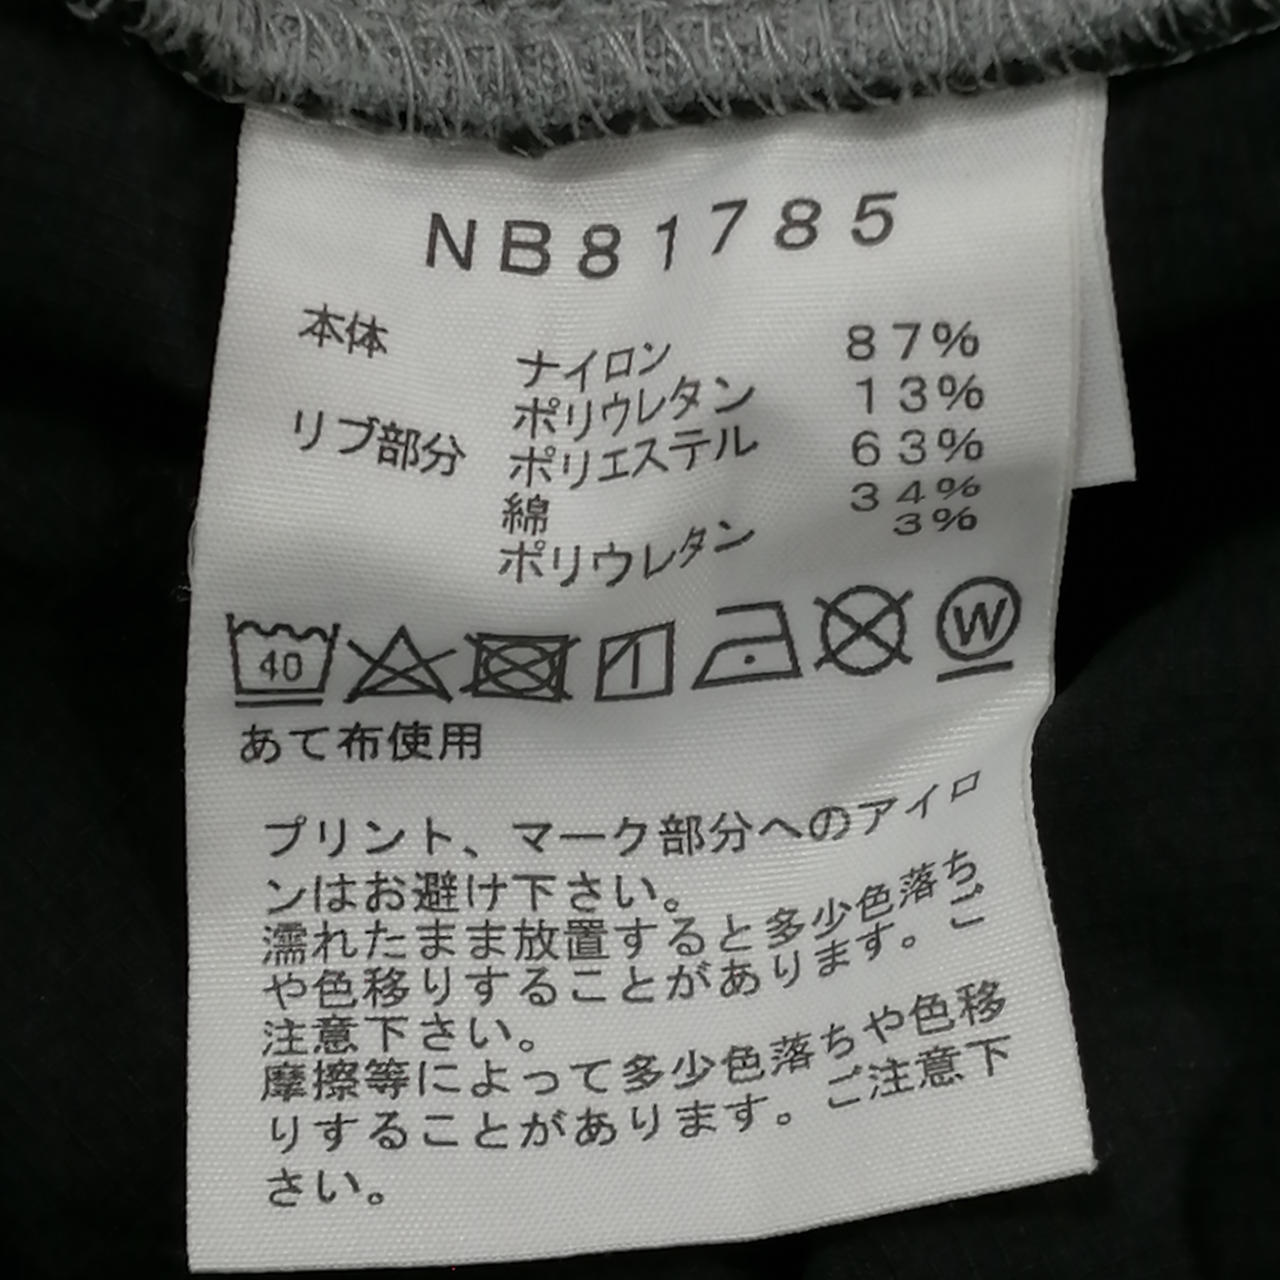 NB81785
本体 ナイロン 87%
ポリウレタン 13%
リブ部分 ポリエステル 63%
綿 34%
ポリウレタン 3%
40
W
あて布使用
プリント、マーク部分へのアイロ
ンはお避け下さい。
濡れたまま放置すると多少色落ち
や色移りすることがあります。ご
注意下さい。
摩擦等によって多少色落ちや色移
りすることがあります。ご注意下
さい。